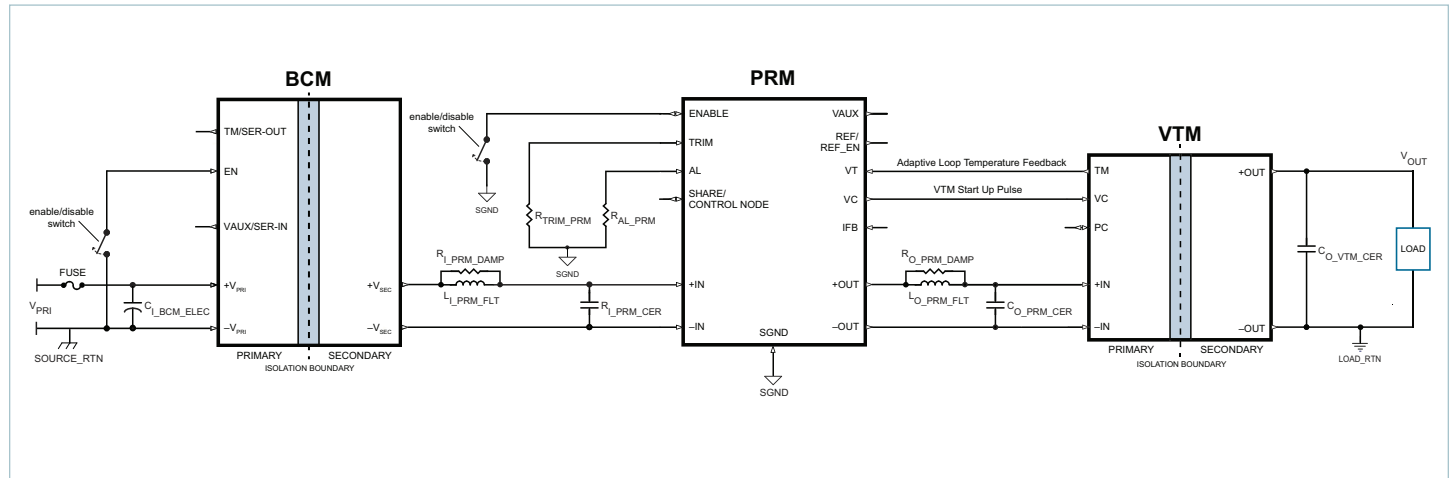 BCM
TM/SER-OUT
EN
enable/disable
switch
VAUX/SER-IN
FUSE
+V_PRI
V_PRI
C_I_BCM_ELEC
–V_PRI
SOURCE_RTN
+V_SEC
–V_SEC
PRIMARY
SECONDARY
ISOLATION BOUNDARY
enable/disable
switch
SGND
R_TRIM_PRM
R_AL_PRM
SGND
R_I_PRM_DAMP
L_I_PRM_FLT
R_I_PRM_CER
PRM
ENABLE
TRIM
AL
SHARE/
CONTROL NODE
+IN
–IN
VAUX
REF/
REF_EN
VT
VC
IFB
+OUT
–OUT
SGND
SGND
Adaptive Loop Temperature Feedback
VTM Start Up Pulse
R_O_PRM_DAMP
L_O_PRM_FLT
C_O_PRM_CER
VTM
TM
VC
PC
+IN
–IN
+OUT
–OUT
PRIMARY
SECONDARY
ISOLATION BOUNDARY
V_OUT
C_O_VTM_CER
LOAD
LOAD_RTN